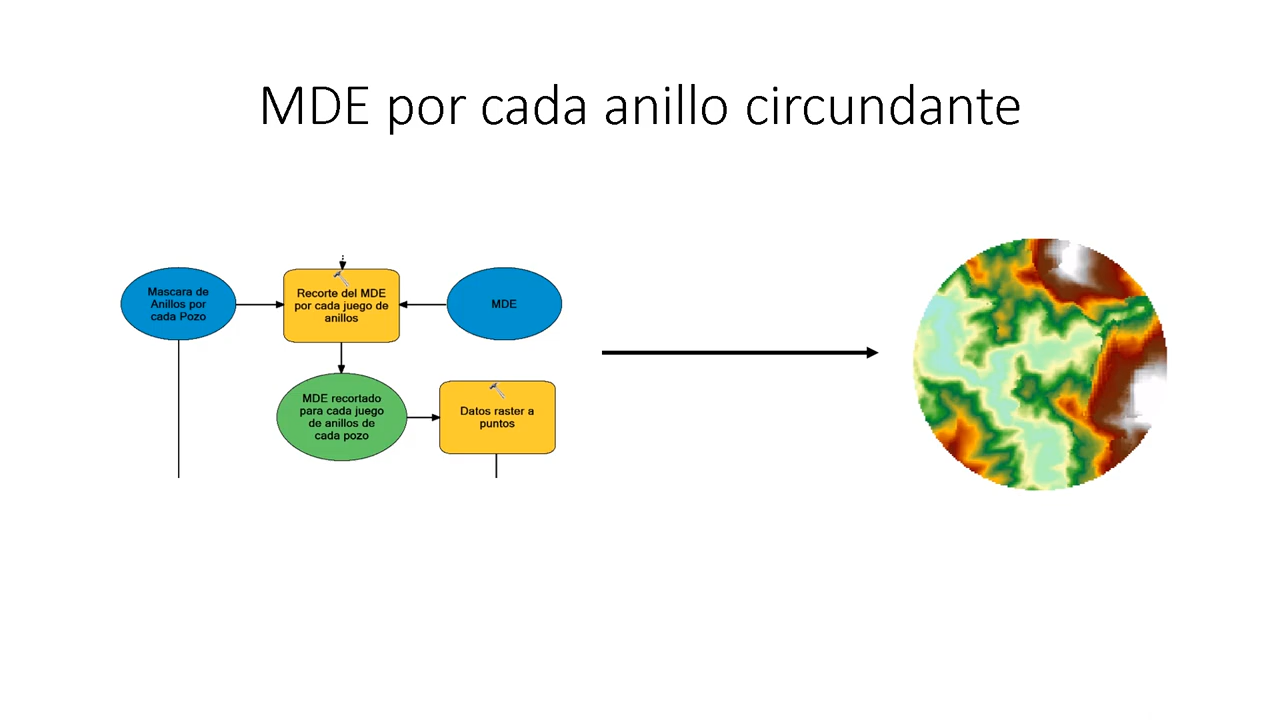 MDE por cada anillo circundante
Mascara de
Anillos por
cada Pozo
Recorte del MDE
por cada juego de
anillos
MDE
MDE recortado
para cada juego
de anillos de
cada pozo
Datos raster a
puntos